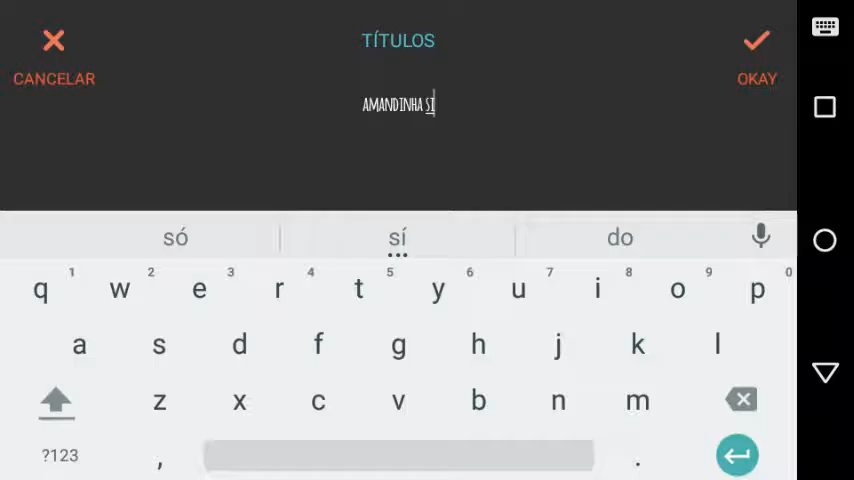 TÍTULOS
CANCELAR
OKAY
AMANDINHA SI
só sí do
q 1 w 2 e 3 r 4 t 5 y 6 u 7 i 8 o 9 p 0
a s d f g h j k l
z x c v b n m
?123 , .